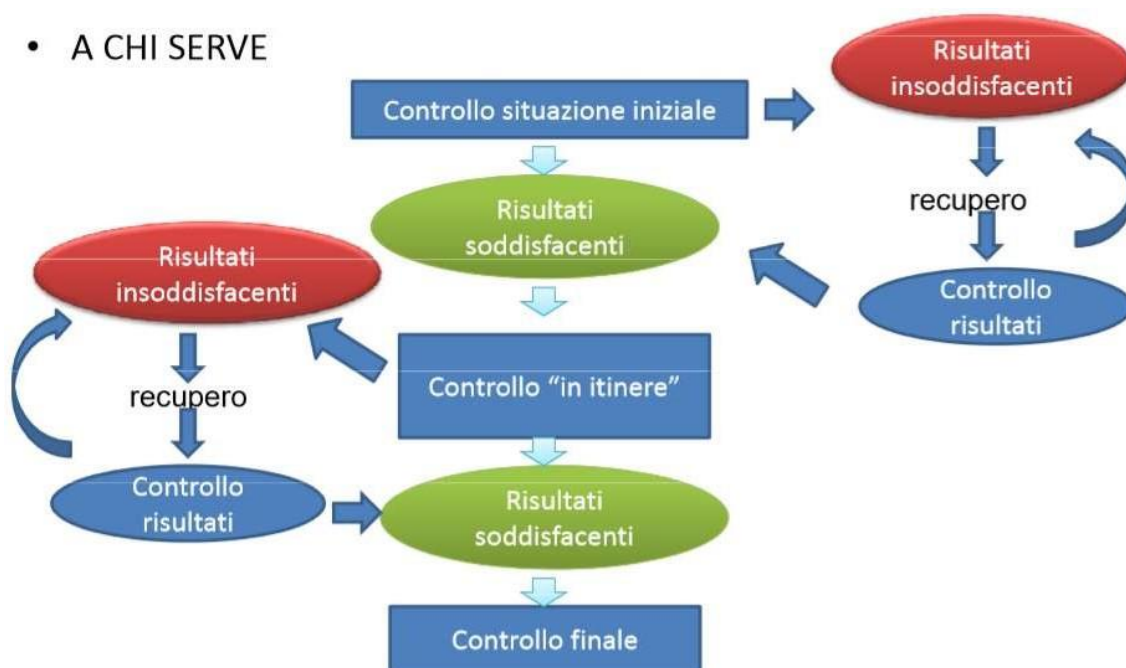 • A CHI SERVE
Risultati
insoddisfacenti
Controllo situazione iniziale
recupero
Risultati
soddisfacenti
Controllo
risultati
Risultati
insoddisfacenti
Controllo “in itinere”
recupero
Controllo
risultati
Risultati
soddisfacenti
Controllo finale